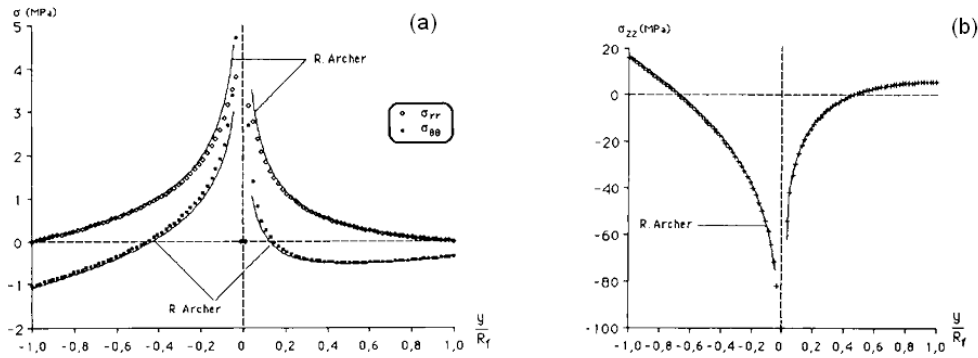 σ (MPa)
(a)
5
4
3
2
1
0
-1
-2
R. Archer
σrr
σθθ
R. Archer
-1,0 -0,8 -0,6 -0,4 -0,2 0 0,2 0,4 0,6 0,8 1,0
y/Rf
σzz (MPa)
(b)
20
0
-20
-40
-60
-80
-100
R. Archer
-1,0 -0,8 -0,6 -0,4 -0,2 0 0,2 0,4 0,6 0,8 1,0
y/Rf